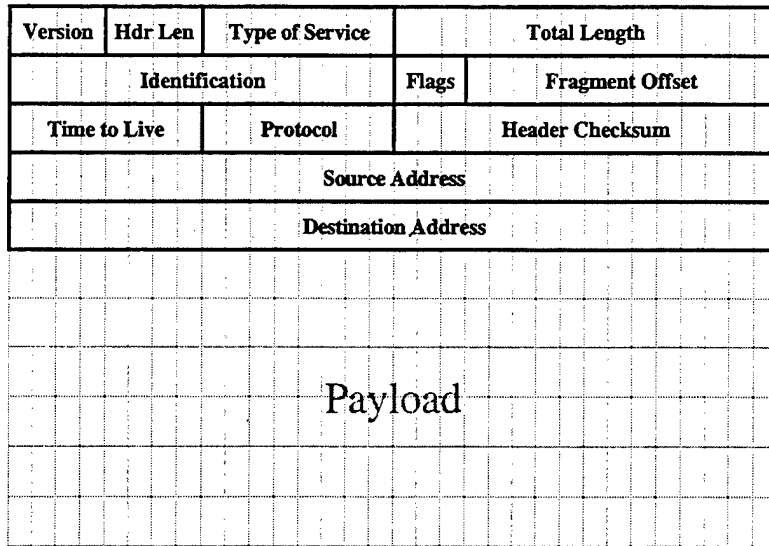 Version Hdr Len Type of Service Total Length
Identification Flags Fragment Offset
Time to Live Protocol Header Checksum
Source Address
Destination Address
Payload